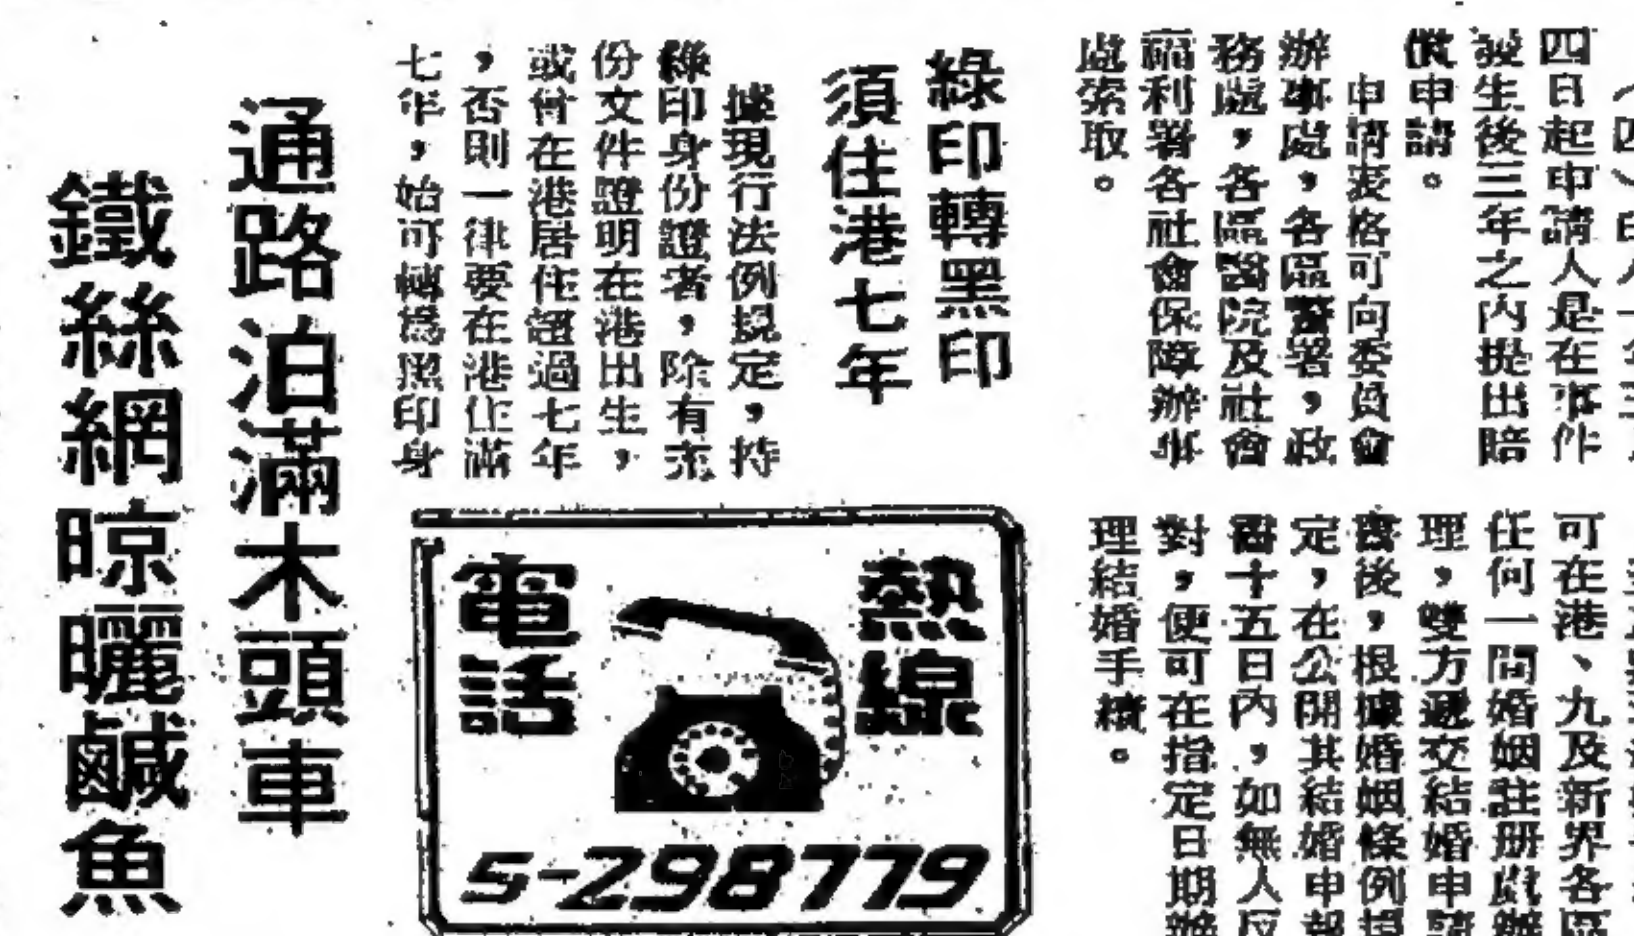 四日起申請人是在事件
發生後三年之內提出賠
償申請。
申請表格可向委員會
辦事處，各區警署，政
務處，各區醫院及社會
福利署各社會保障辦事
處索取。
綠印轉黑印
須住港七年
據現行法例規定，持
綠印身份證者，除有充
份文件證明在港出生，
或曾在港居住超過七年
，否則一律要在港住滿
七年，始可轉爲黑印身
可在港、九及新界各區
任何一間婚姻註册處辦
理，雙方遞交結婚申請
書後，根據婚姻條例規
定，在公開其結婚申報
十五日內，如無人反
對，便可在指定日期辦
理結婚手續。
熱線
電話
5-298779
通路泊滿木頭車
鐵絲網晾曬鹹魚